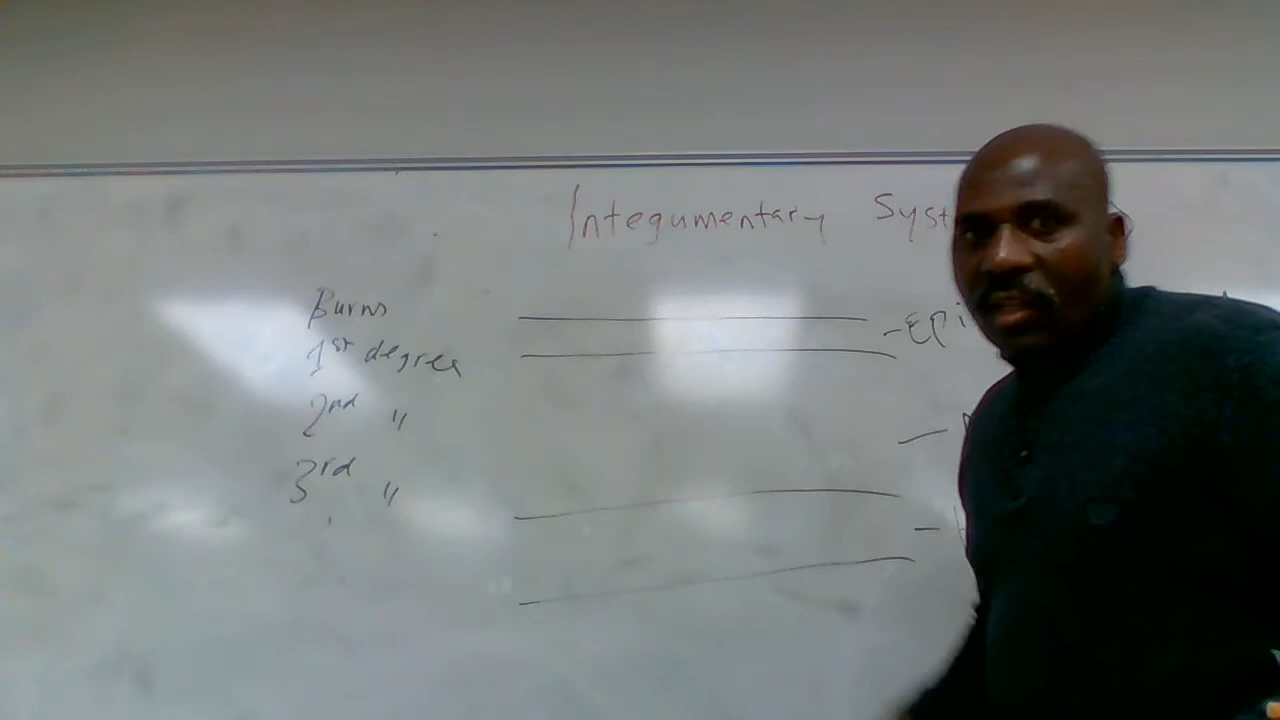 Integumentary Syst
Burns
1st degree
2nd "
3rd "
- Epi